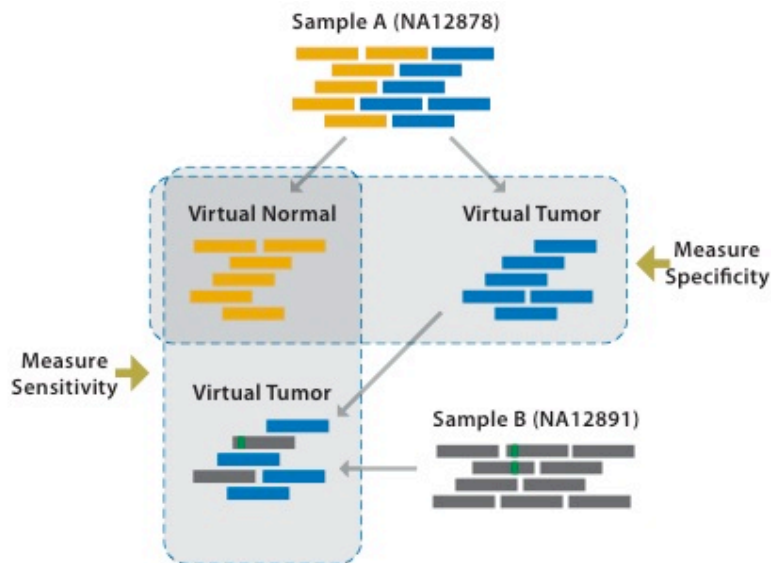 Sample A (NA12878)
Virtual Normal
Virtual Tumor
Measure
Specificity
Measure
Sensitivity
Virtual Tumor
Sample B (NA12891)